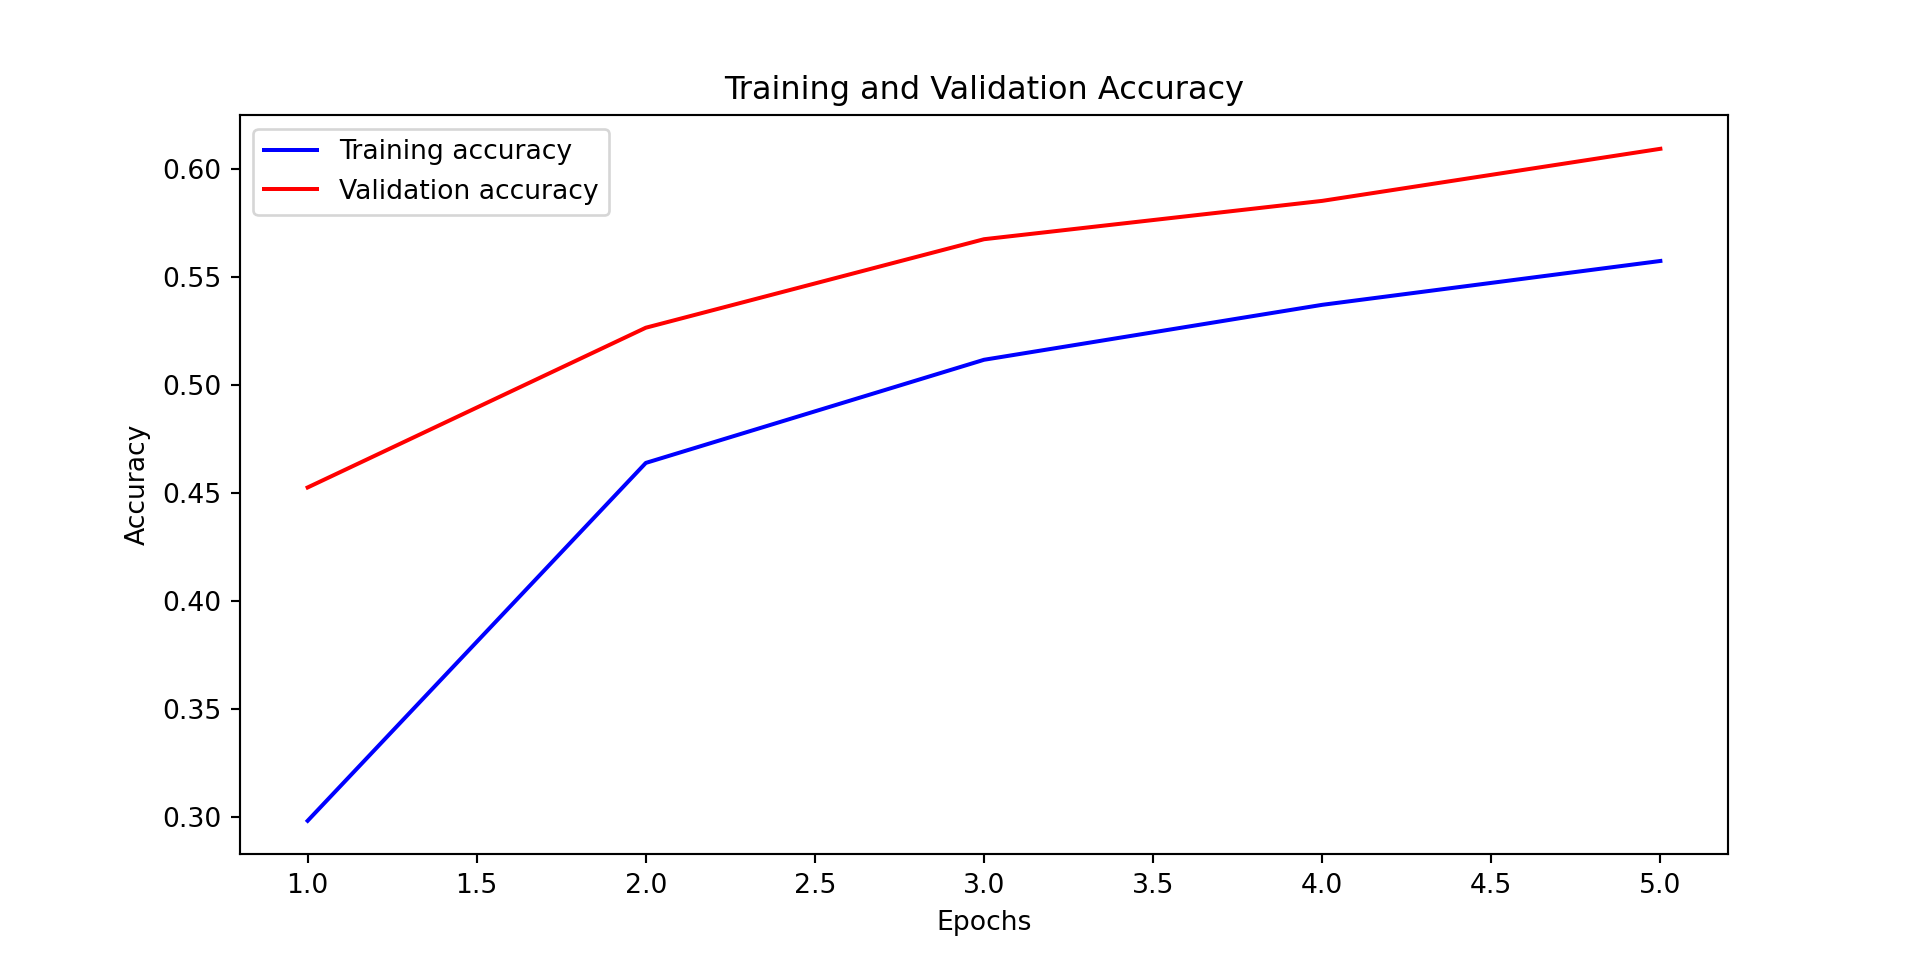 Training and Validation Accuracy
Training accuracy
Validation accuracy
0.60
0.55
0.50
0.45
0.40
0.35
0.30
Accuracy
1.0 1.5 2.0 2.5 3.0 3.5 4.0 4.5 5.0
Epochs